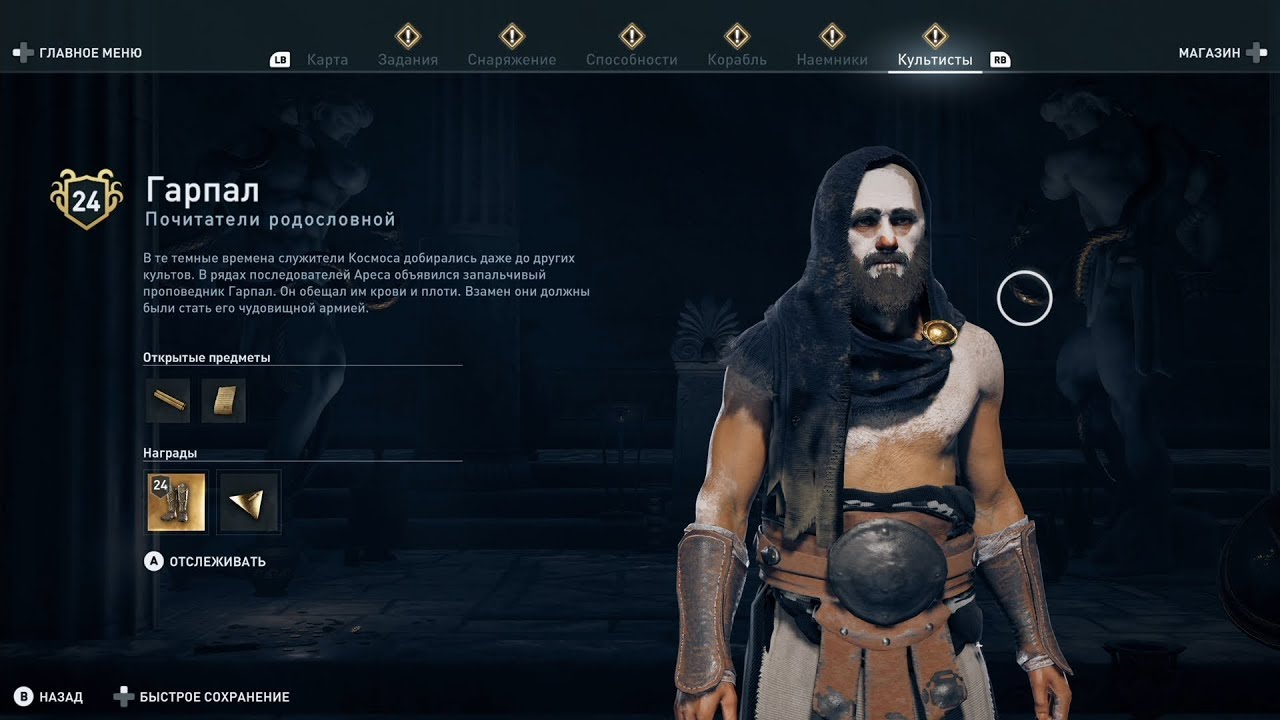 ГЛАВНОЕ МЕНЮ
LB Карта Задания Снаряжение Способности Корабль Наемники Культисты RB
МАГАЗИН
24
Гарпал
Почитатели родословной
В те темные времена служители Космоса добирались даже до других
культов. В рядах последователей Ареса объявился запальчивый
проповедник Гарпал. Он обещал им крови и плоти. Взамен они должны
были стать его чудовищной армией.
Открытые предметы
Награды
24
A ОТСЛЕЖИВАТЬ
B НАЗАД
БЫСТРОЕ СОХРАНЕНИЕ